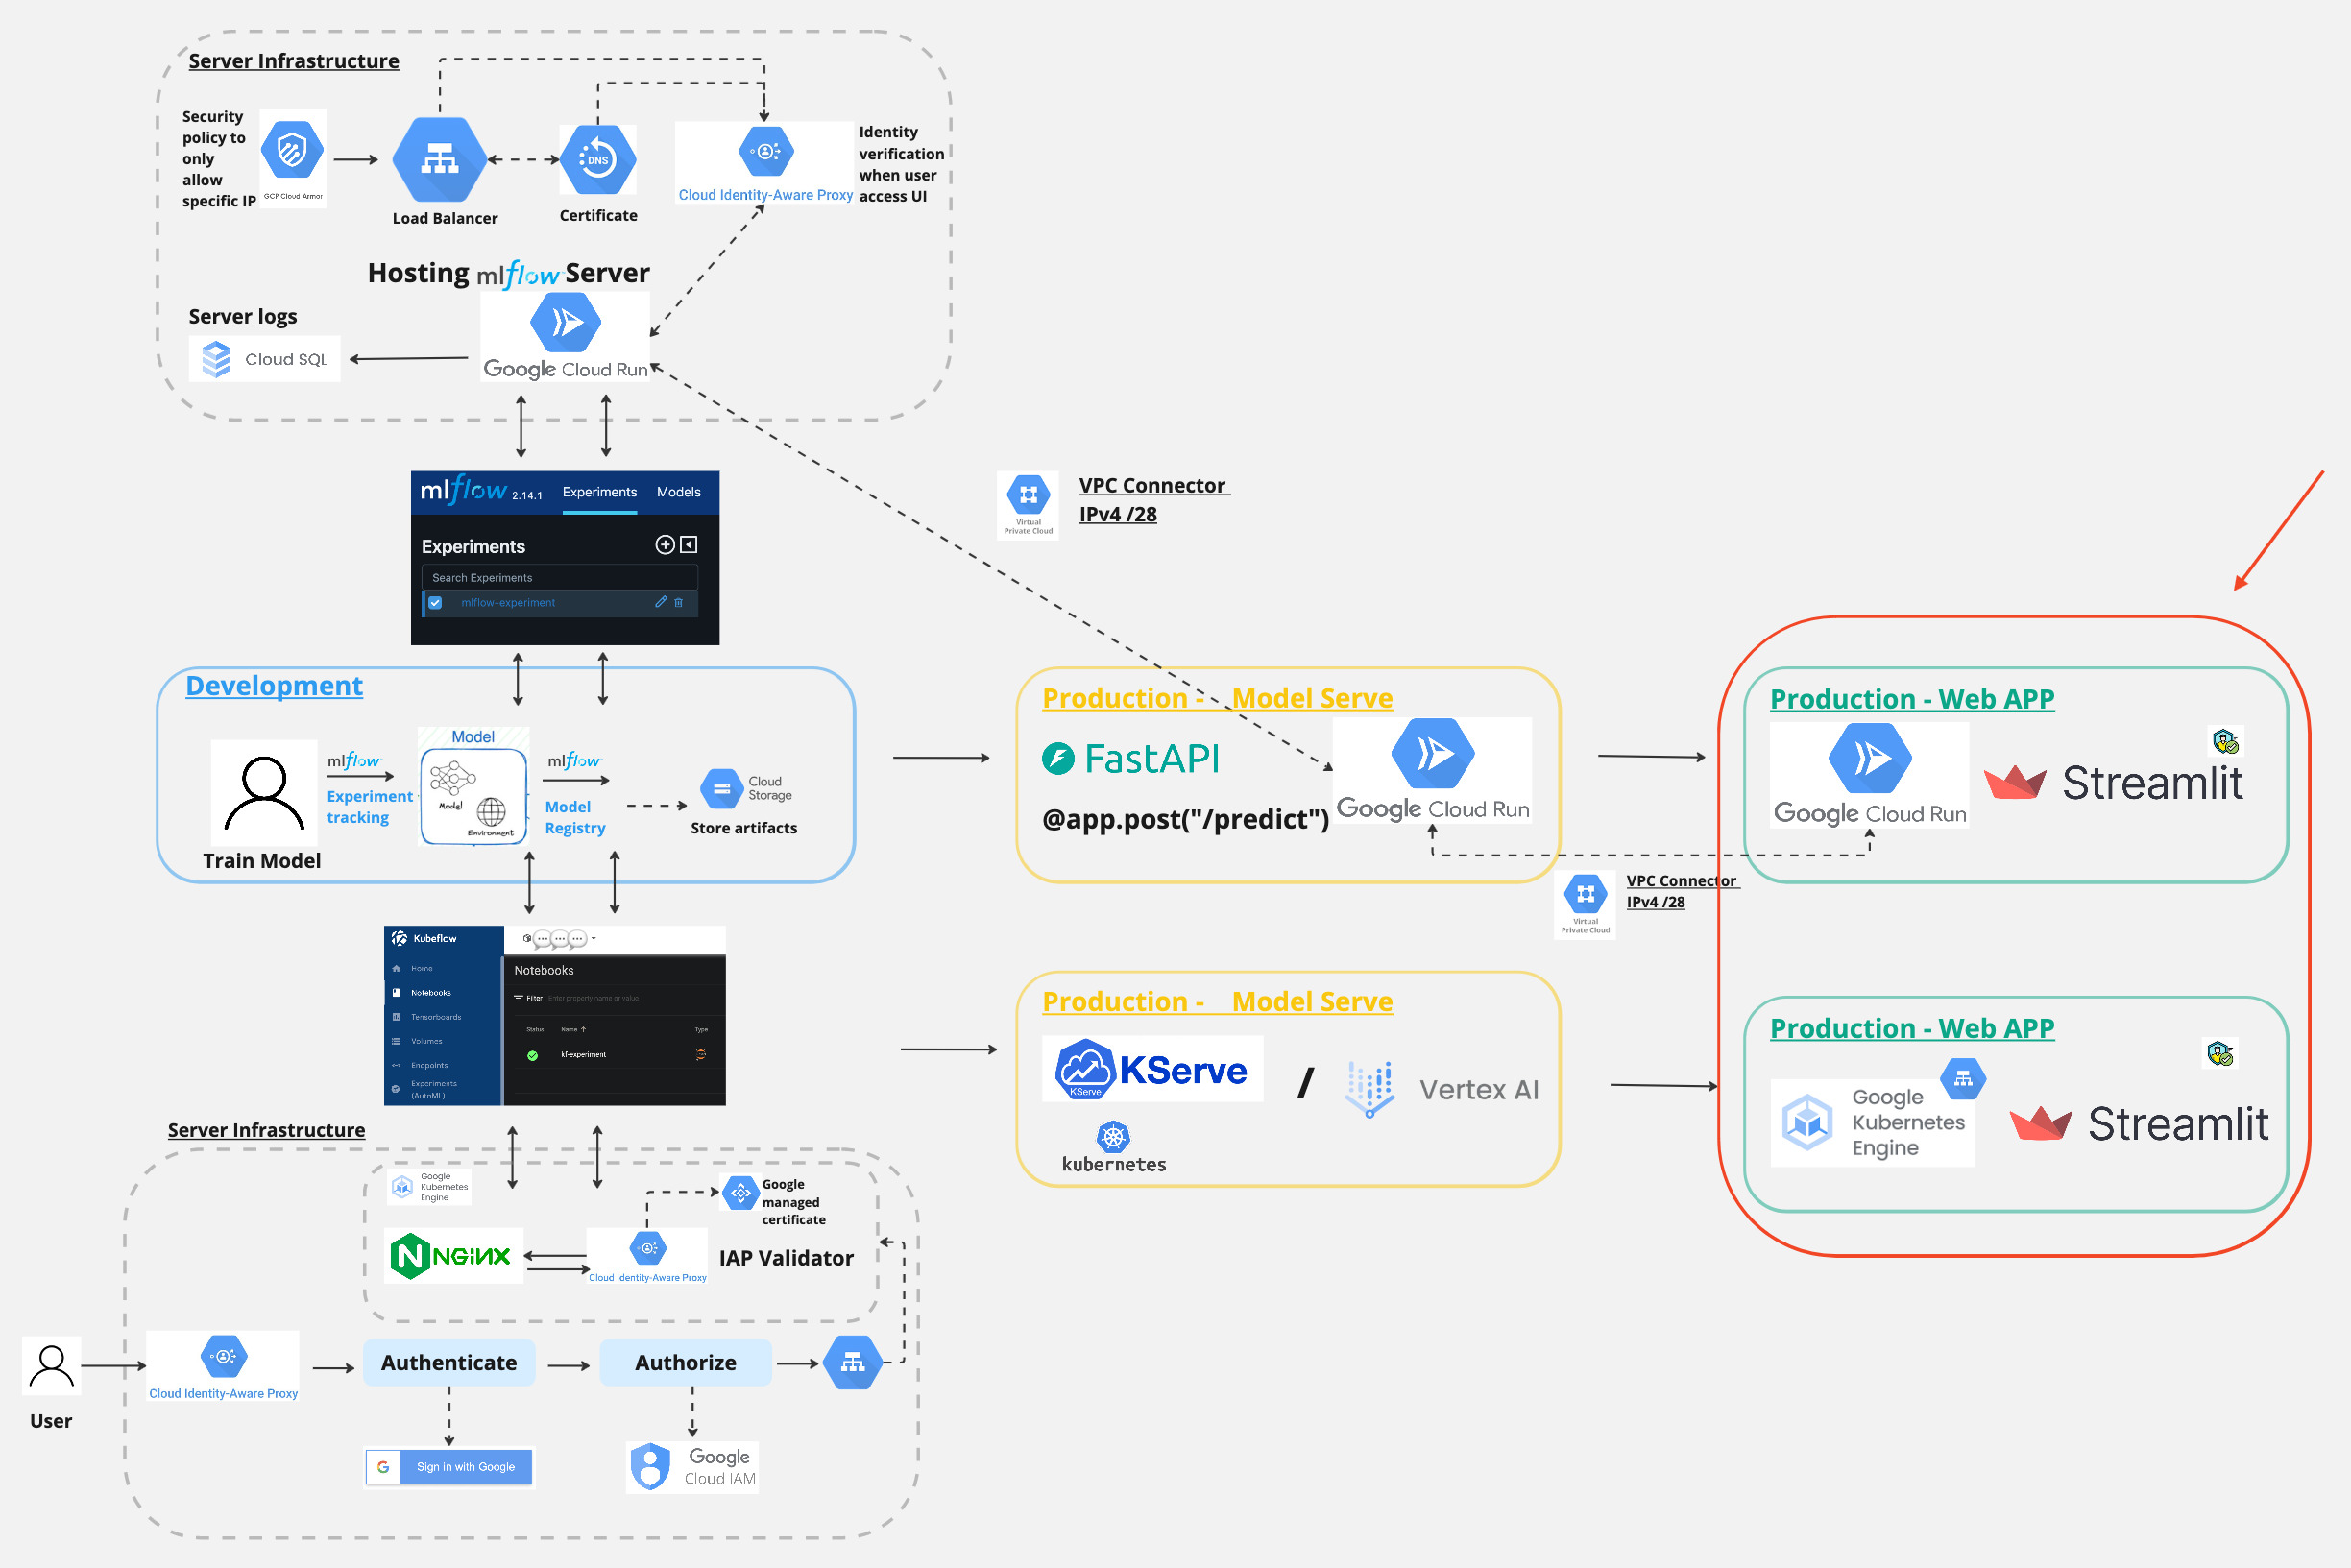 Server Infrastructure
Security
policy to
only
allow
specific IP
GCP Cloud Armor
Load Balancer
DNS
Certificate
Cloud Identity-Aware Proxy
Identity
verification
when user
access UI
Hosting mlflow Server
Server logs
Cloud SQL
Google Cloud Run
mlflow 2.14.1 Experiments Models
Experiments
Search Experiments
mlflow-experiment
Virtual
Private Cloud
VPC Connector
IPv4 /28
Development
Train Model
mlflow
Experiment
tracking
Model
Model
Environment
mlflow
Model
Registry
Cloud
Storage
Store artifacts
Production - Model Serve
FastAPI
@app.post("/predict")
Google Cloud Run
Production - Web APP
Google Cloud Run
Streamlit
Virtual
Private Cloud
VPC Connector
IPv4 /28
Kubeflow
Home
Notebooks
Tensorboards
Volumes
Endpoints
Experiments
(AutoML)
Notebooks
Filter Enter property name or value
Status Name Type
kf-experiment
Production - Model Serve
KServe
KServe
/
Vertex AI
kubernetes
Production - Web APP
Google
Kubernetes
Engine
Streamlit
Server Infrastructure
Google
Kubernetes
Engine
NGINX
Cloud Identity-Aware Proxy
Google
managed
certificate
IAP Validator
User
Cloud Identity-Aware Proxy
Authenticate
Authorize
G Sign in with Google
Google
Cloud IAM